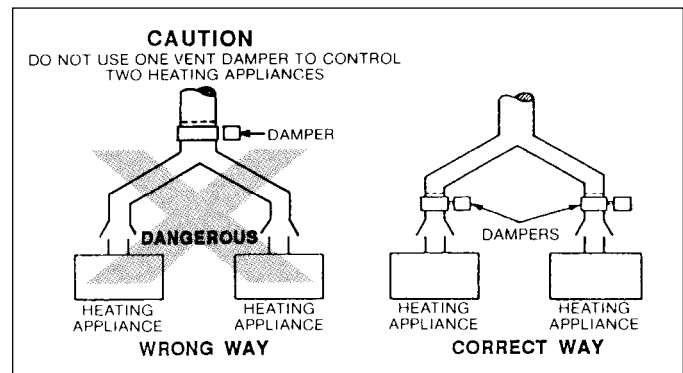 CAUTION
DO NOT USE ONE VENT DAMPER TO CONTROL
TWO HEATING APPLIANCES
DAMPER
DANGEROUS
HEATING
APPLIANCE
HEATING
APPLIANCE
WRONG WAY
DAMPERS
HEATING
APPLIANCE
HEATING
APPLIANCE
CORRECT WAY